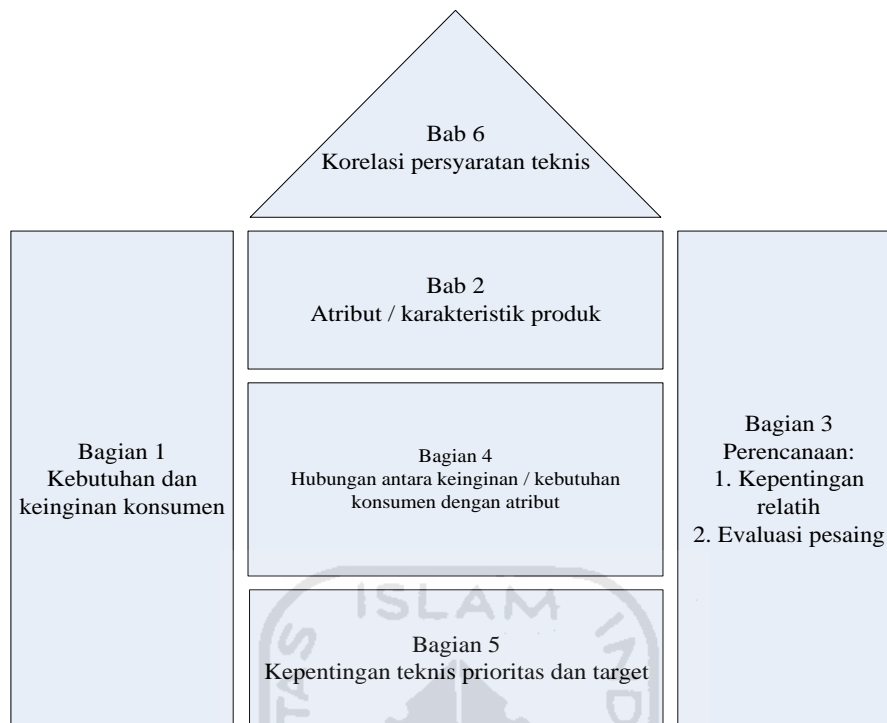 Bab 6
Korelasi persyaratan teknis
Bab 2
Atribut / karakteristik produk
Bagian 1
Kebutuhan dan
keinginan konsumen
Bagian 4
Hubungan antara keinginan / kebutuhan
konsumen dengan atribut
Bagian 3
Perencanaan:
1. Kepentingan
relatih
2. Evaluasi pesaing
Bagian 5
Kepentingan teknis prioritas dan target
ISLAM